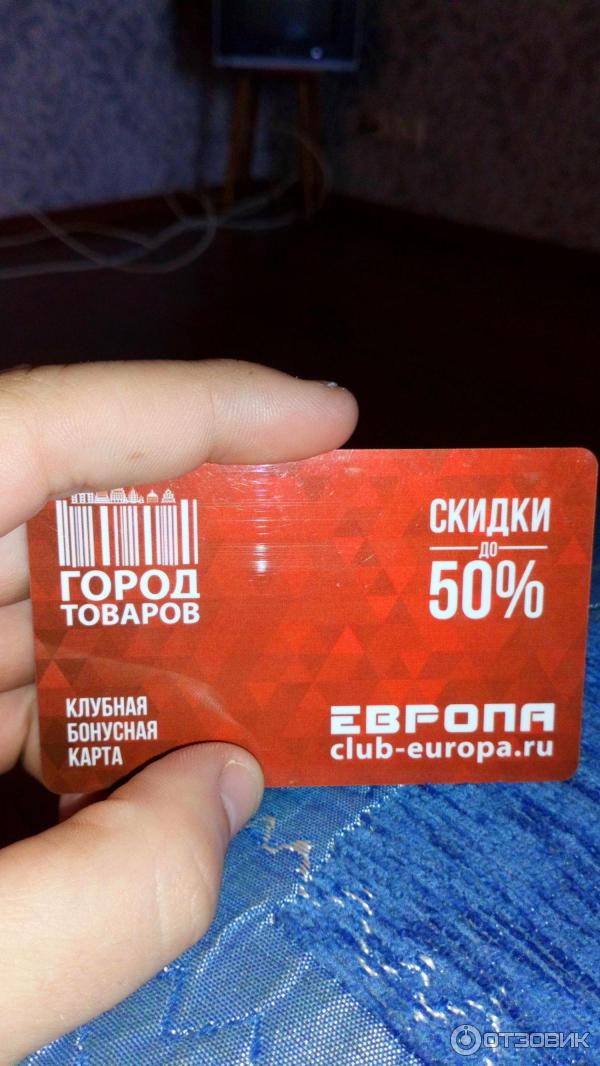 ГОРОД
ТОВАРОВ
СКИДКИ
ДО
50%
КЛУБНАЯ
БОНУСНАЯ
КАРТА
ЕВРОПА
club-europa.ru
ОТЗОВИК